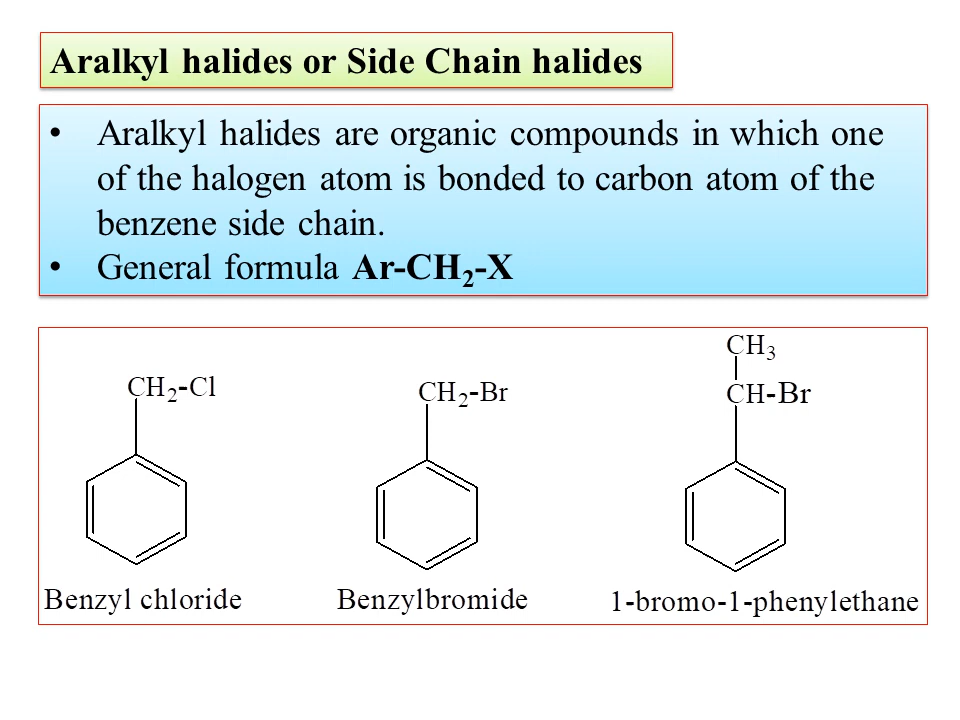 Aralkyl halides or Side Chain halides
• Aralkyl halides are organic compounds in which one
of the halogen atom is bonded to carbon atom of the
benzene side chain.
• General formula Ar-CH₂-X
CH₃
CH₂-Cl CH₂-Br CH-Br
Benzyl chloride Benzylbromide 1-bromo-1-phenylethane